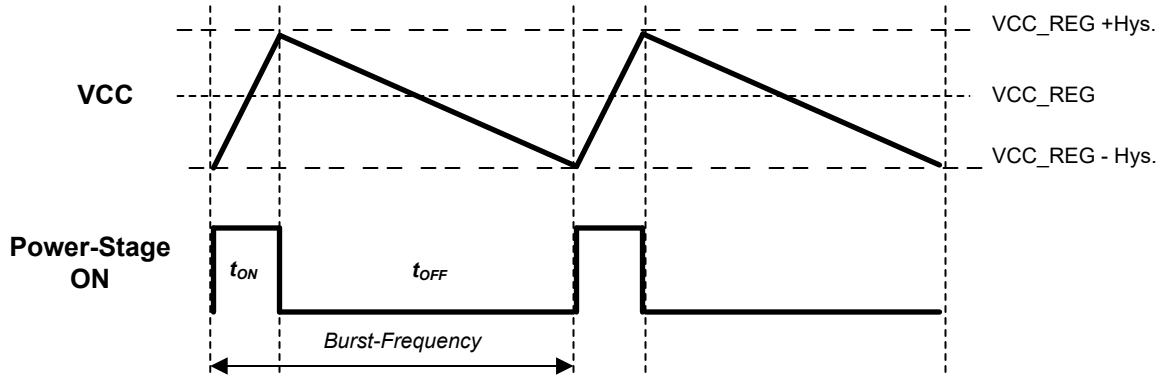 VCC_REG +Hys.
VCC
VCC_REG
VCC_REG - Hys.
Power-Stage
ON
tON
tOFF
Burst-Frequency